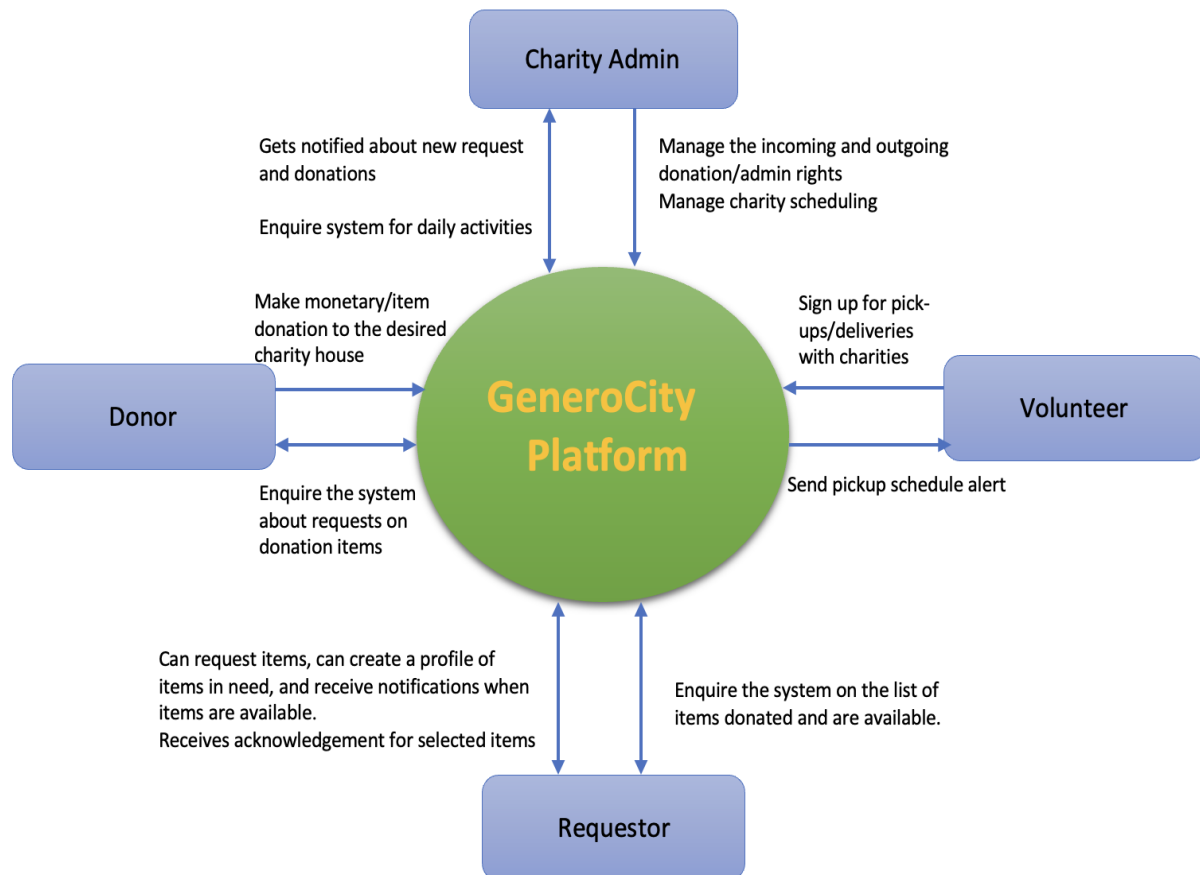 Charity Admin
Gets notified about new request
and donations
Enquire system for daily activities
Manage the incoming and outgoing
donation/admin rights
Manage charity scheduling
Make monetary/item
donation to the desired
charity house
Sign up for pick-
ups/deliveries
with charities
Donor
GeneroCity
Platform
Volunteer
Enquire the system
about requests on
donation items
Send pickup schedule alert
Can request items, can create a profile of
items in need, and receive notifications when
items are available.
Receives acknowledgement for selected items
Enquire the system on the list of
items donated and are available.
Requestor